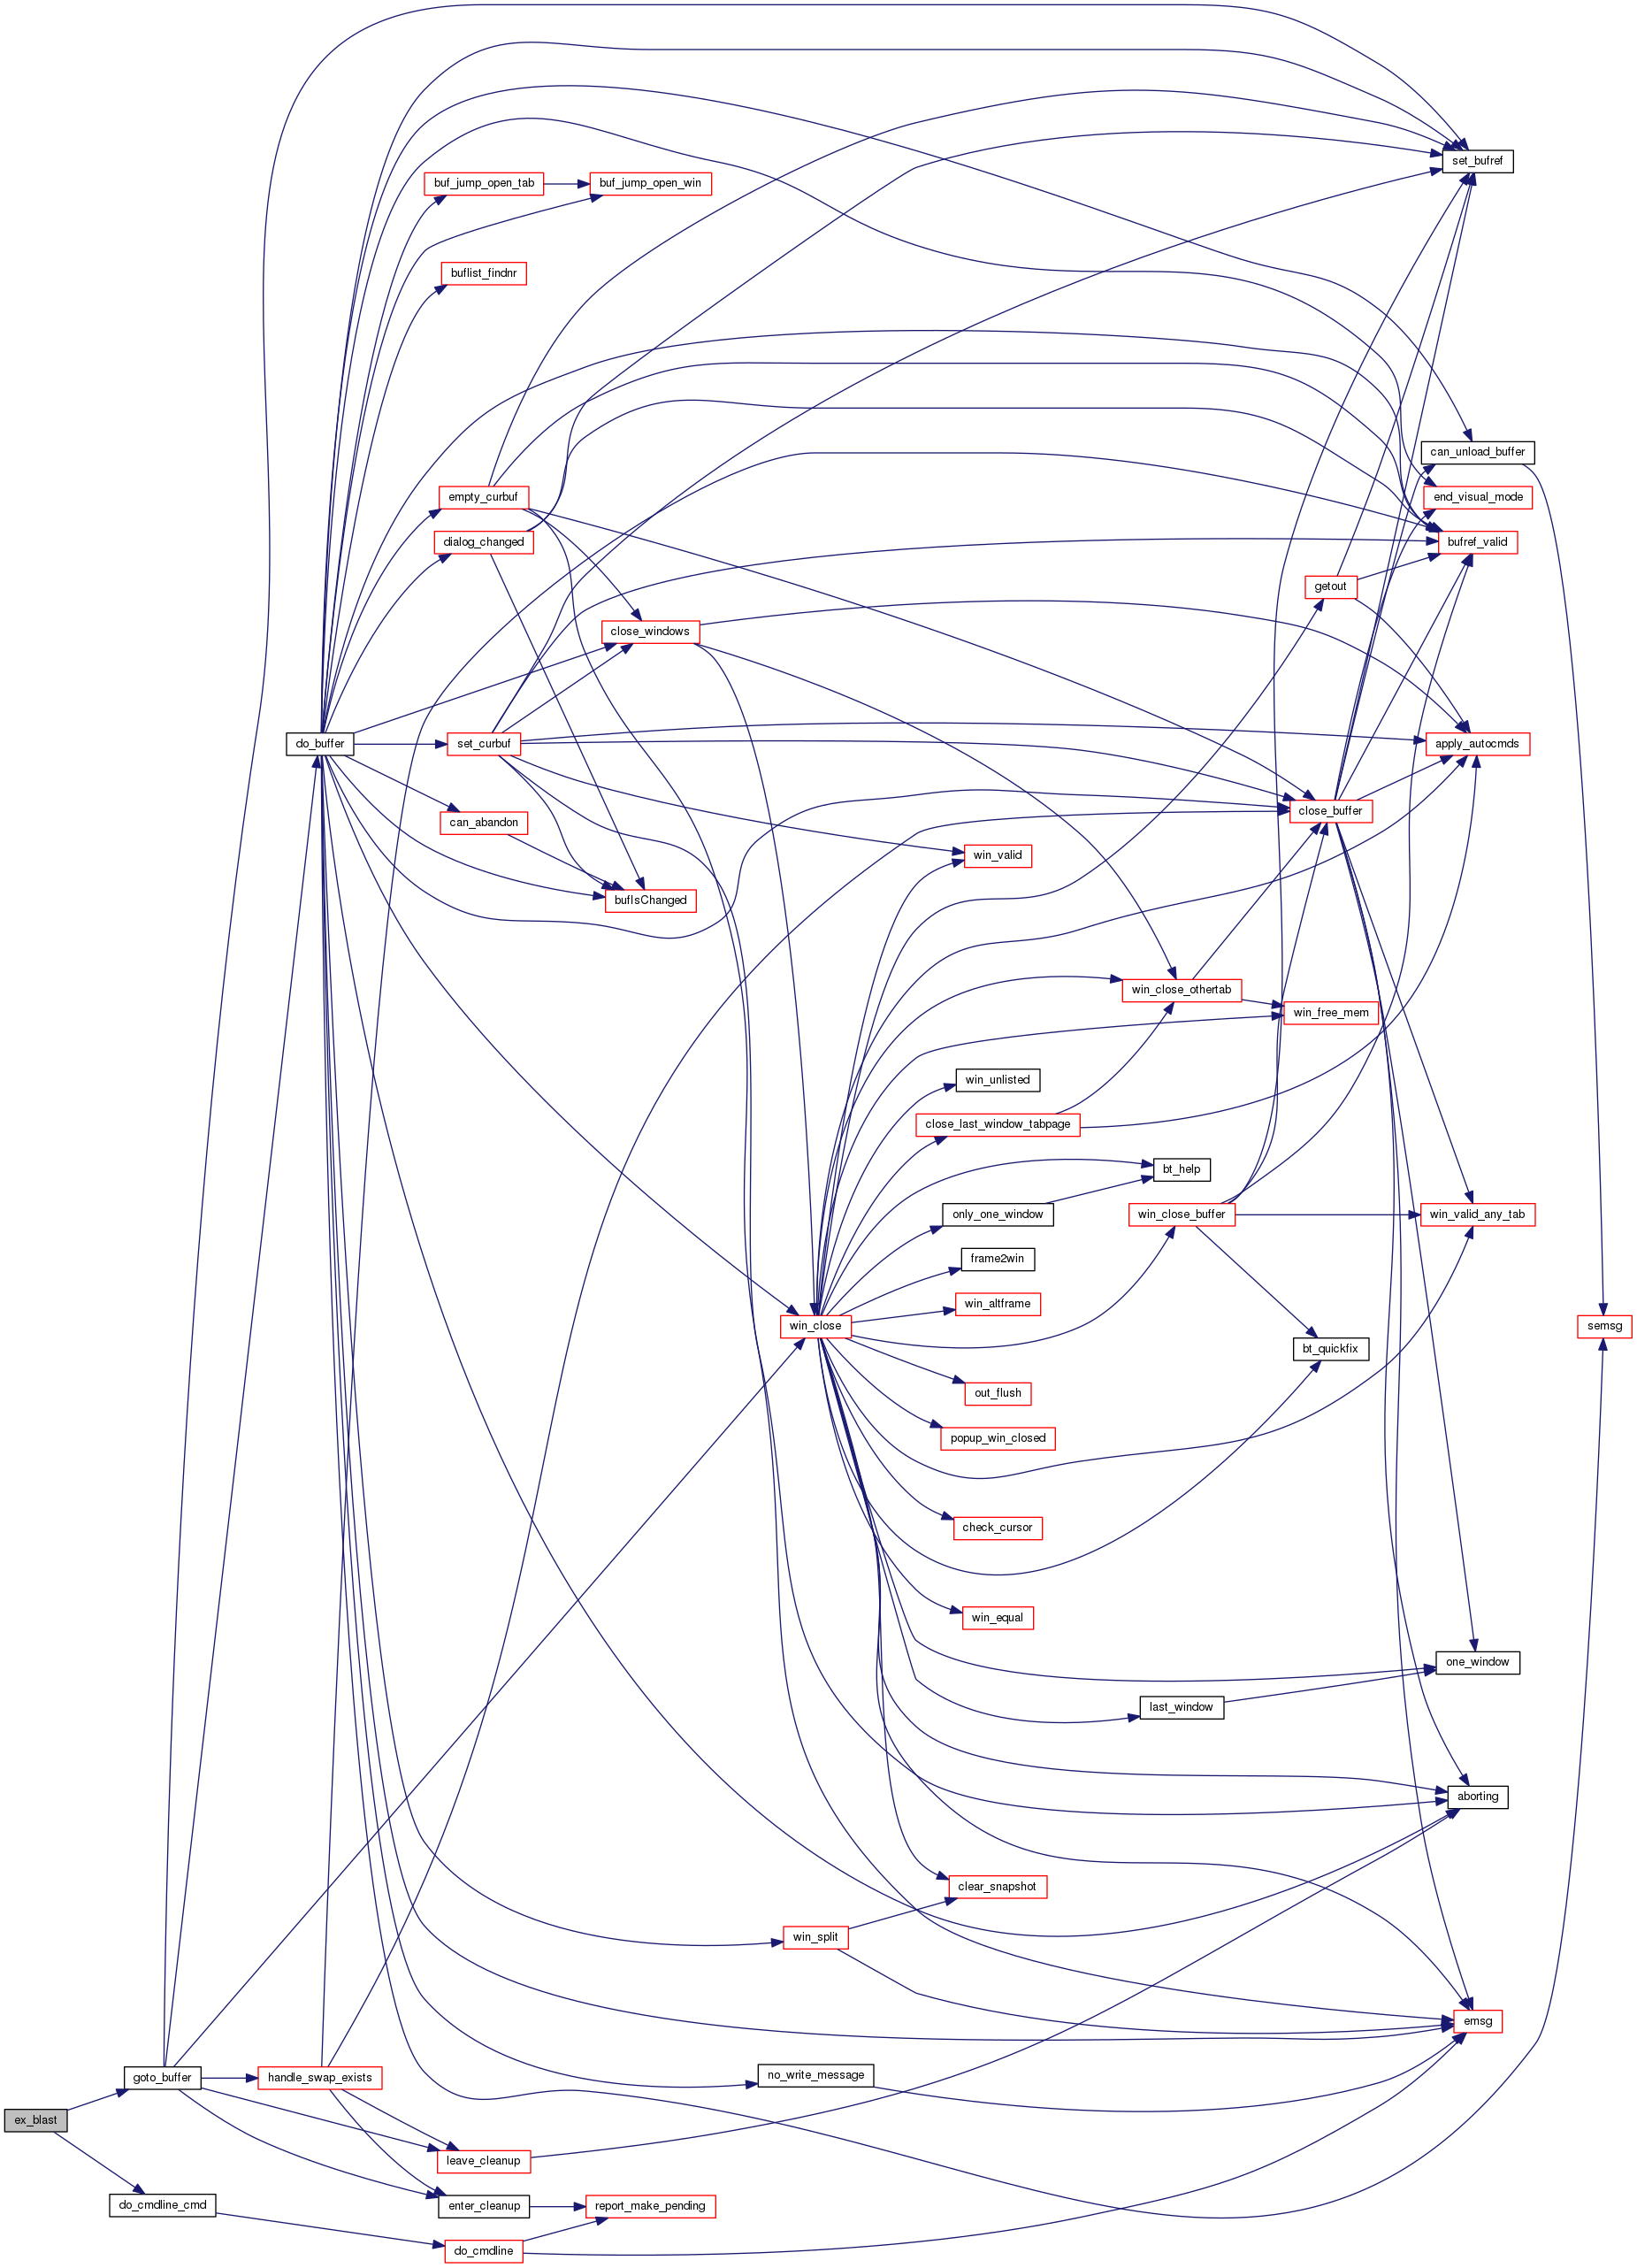 set_bufref
buf_jump_open_tab
buf_jump_open_win
buflist_findnr
can_unload_buffer
empty_curbuf
end_visual_mode
dialog_changed
bufref_valid
getout
close_windows
do_buffer
set_curbuf
apply_autocmds
close_buffer
can_abandon
win_valid
bufIsChanged
win_close_othertab
win_free_mem
win_unlisted
close_last_window_tabpage
bt_help
only_one_window
win_close_buffer
win_valid_any_tab
frame2win
win_altframe
win_close
semsg
bt_quickfix
out_flush
popup_win_closed
check_cursor
win_equal
one_window
last_window
aborting
clear_snapshot
win_split
emsg
no_write_message
goto_buffer
handle_swap_exists
ex_blast
leave_cleanup
do_cmdline_cmd
enter_cleanup
report_make_pending
do_cmdline